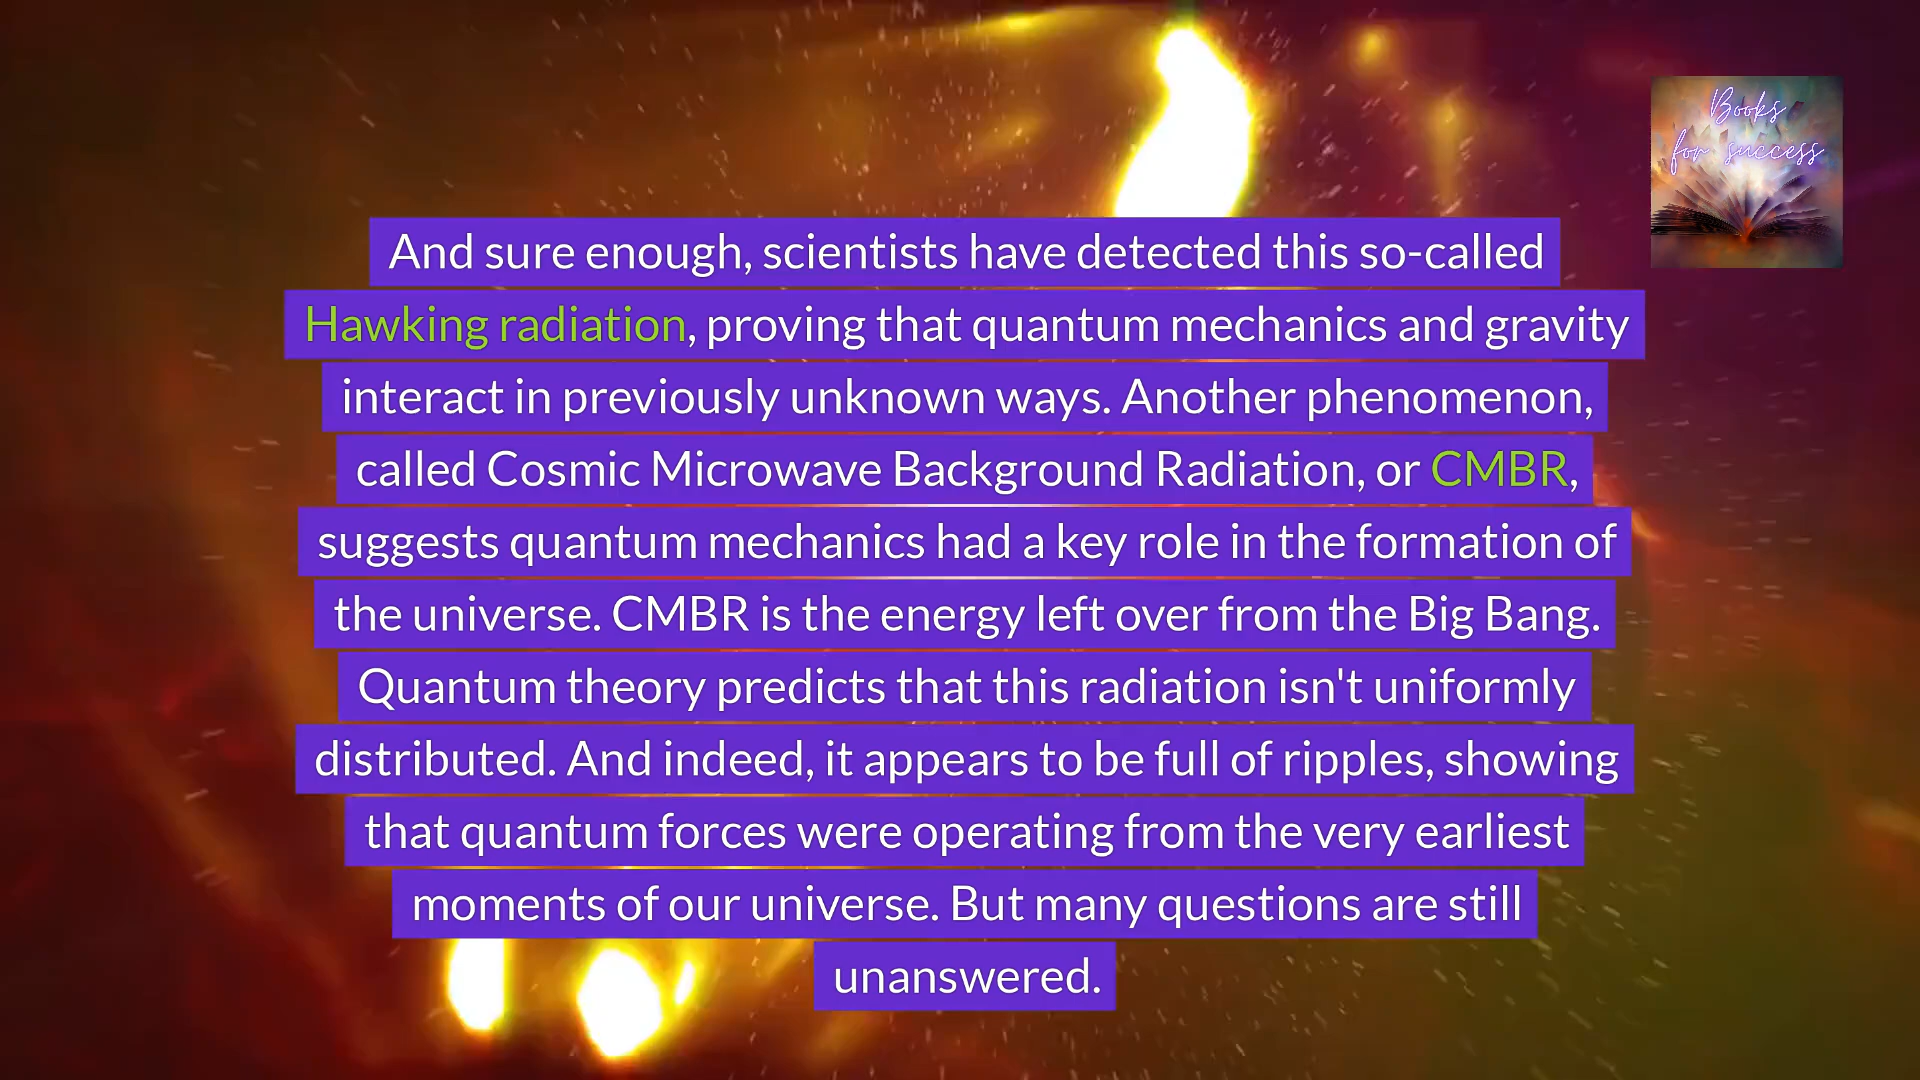 Books
for success
And sure enough, scientists have detected this so-called
Hawking radiation, proving that quantum mechanics and gravity
interact in previously unknown ways. Another phenomenon,
called Cosmic Microwave Background Radiation, or CMBR,
suggests quantum mechanics had a key role in the formation of
the universe. CMBR is the energy left over from the Big Bang.
Quantum theory predicts that this radiation isn't uniformly
distributed. And indeed, it appears to be full of ripples, showing
that quantum forces were operating from the very earliest
moments of our universe. But many questions are still
unanswered.